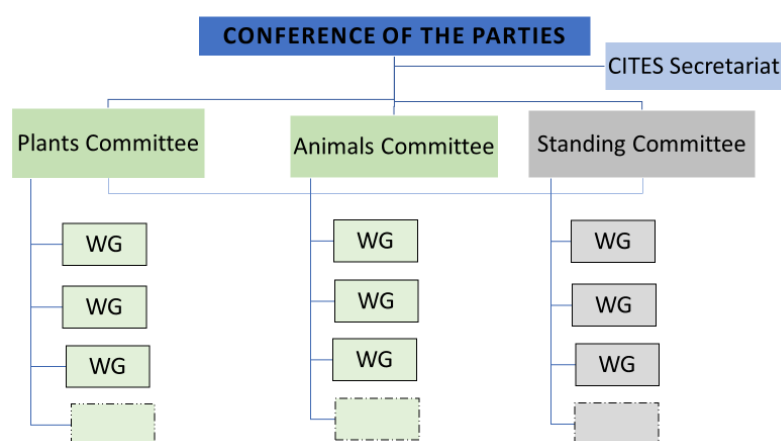 CONFERENCE OF THE PARTIES
CITES Secretariat
Plants Committee
Animals Committee
Standing Committee
WG
WG
WG
WG
WG
WG
WG
WG
WG